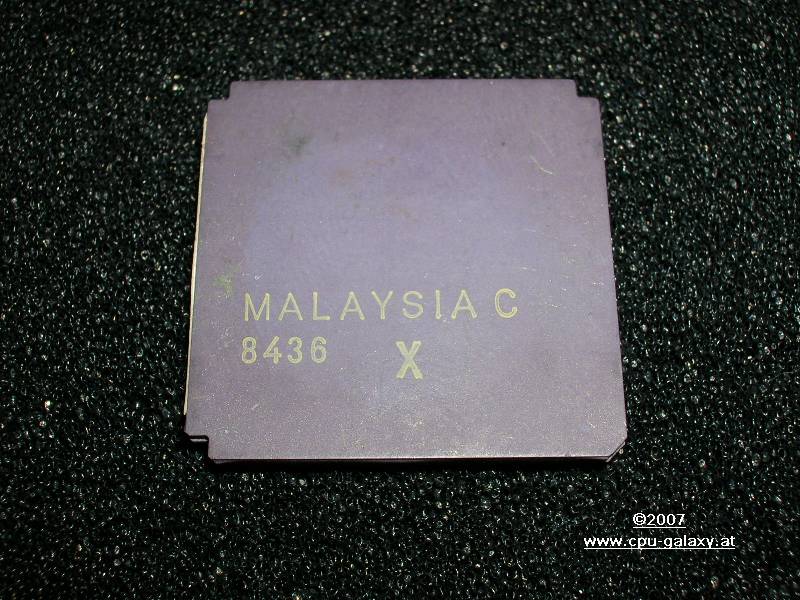 MALAYSIA C
8436 X
©2007
www.cpu-galaxy.at